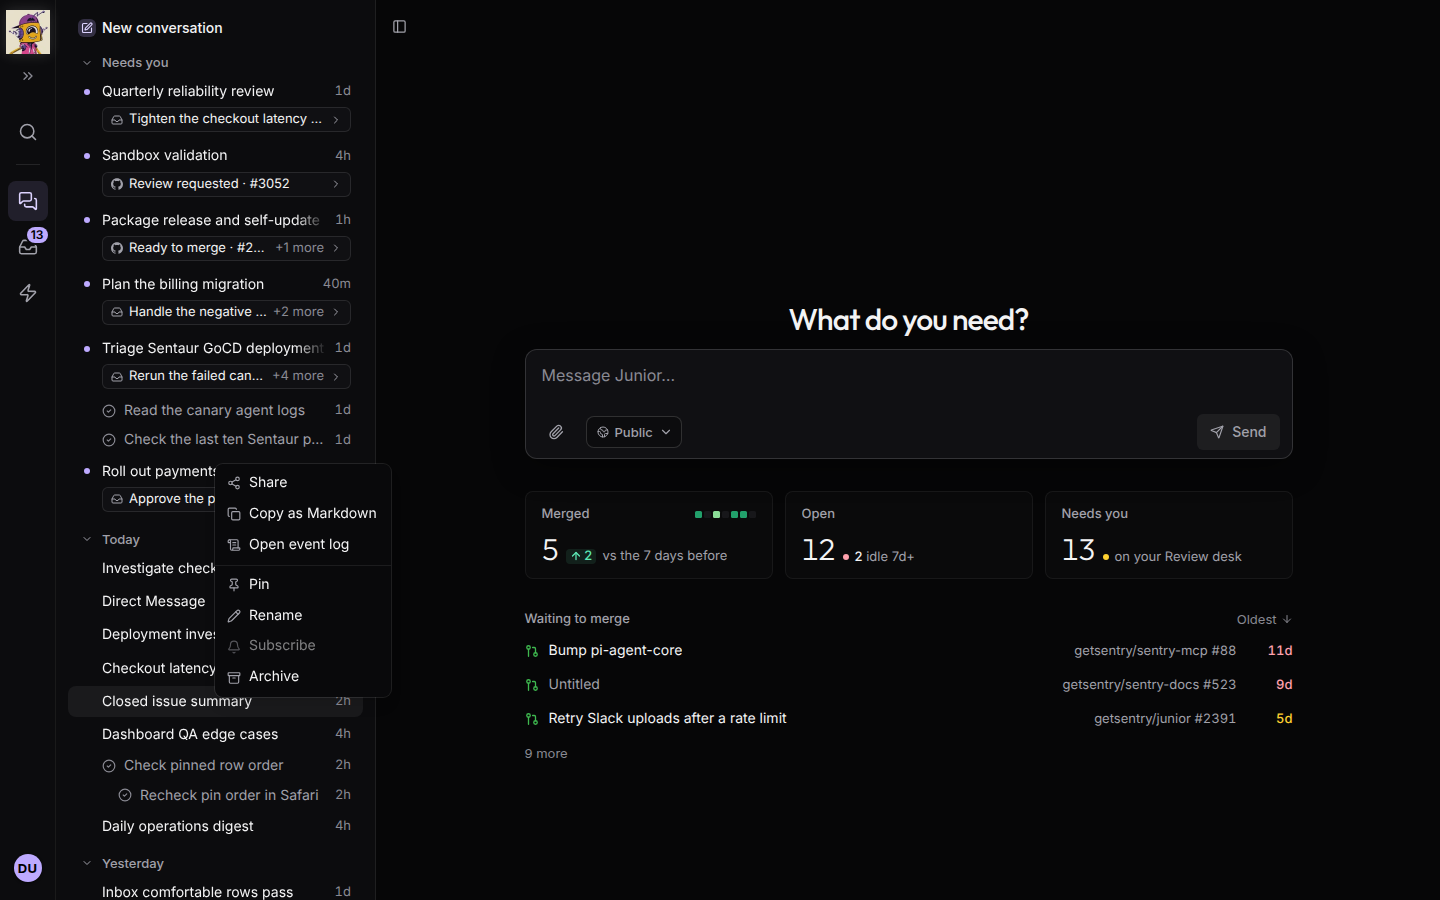 New conversation
Needs you
Quarterly reliability review 1d
Tighten the checkout latency ...
Sandbox validation 4h
Review requested · #3052
Package release and self-update 1h
Ready to merge · #2... +1 more
Plan the billing migration 40m
Handle the negative ... +2 more
Triage Sentaur GoCD deployment 1d
Rerun the failed can... +4 more
Read the canary agent logs 1d
Check the last ten Sentaur p... 1d
Roll out payments
Approve the p
Share
Copy as Markdown
Open event log
Pin
Rename
Subscribe
Archive
Today
Investigate check
Direct Message
Deployment inves
Checkout latency
Closed issue summary 2h
Dashboard QA edge cases 4h
Check pinned row order 2h
Recheck pin order in Safari 2h
Daily operations digest 4h
Yesterday
Inbox comfortable rows pass 1d
13
DU
What do you need?
Message Junior...
Public
Send
Merged
5 2 vs the 7 days before
Open
12 2 idle 7d+
Needs you
13 on your Review desk
Waiting to merge Oldest
Bump pi-agent-core getsentry/sentry-mcp #88 11d
Untitled getsentry/sentry-docs #523 9d
Retry Slack uploads after a rate limit getsentry/junior #2391 5d
9 more